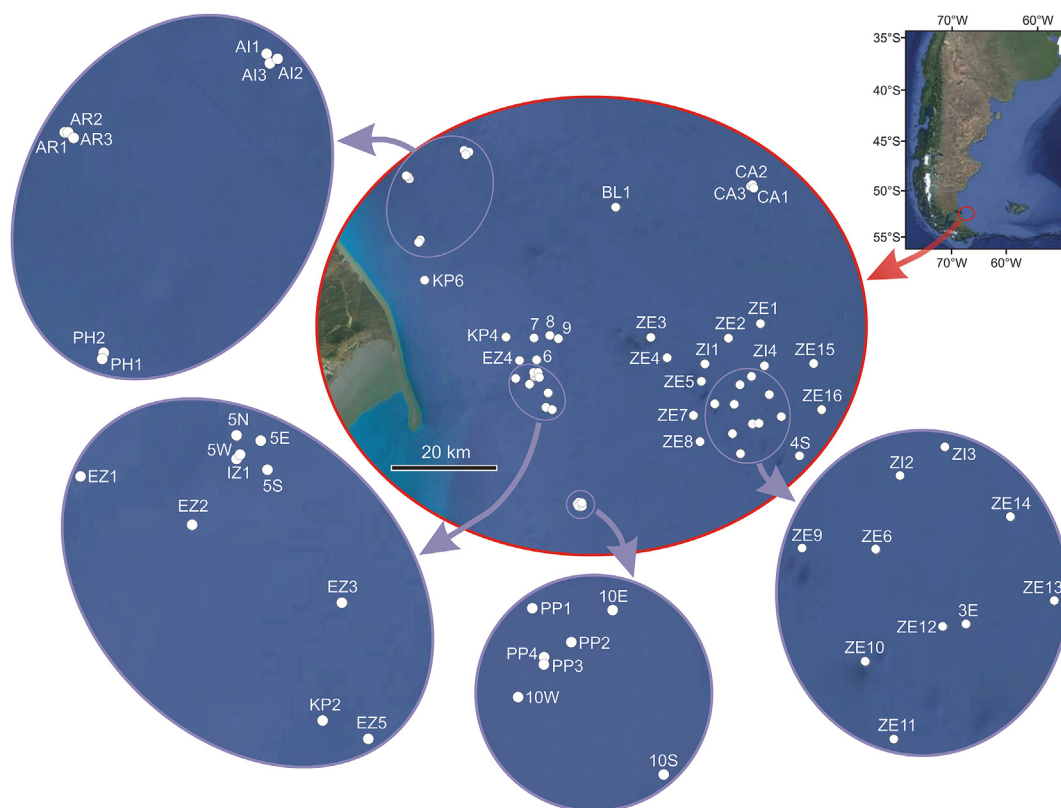 70°W 60°W
35°S
40°S
45°S
50°S
55°S
70°W 60°W
AI1
AI3 AI2
AR2
AR1 AR3
PH2
PH1
BL1
CA2
CA3 CA1
KP6
KP4 7 8 9
EZ4 6
ZE3 ZE2 ZE1
ZE4 ZI1 ZI4 ZE15
ZE5
ZE7 ZE16
ZE8 4S
20 km
5N
5W 5E
IZ1 5S
EZ1
EZ2
EZ3
KP2
EZ5
PP1 10E
PP2
PP4
PP3
10W
10S
ZI3
ZI2
ZE14
ZE9 ZE6
ZE13
ZE12 3E
ZE10
ZE11